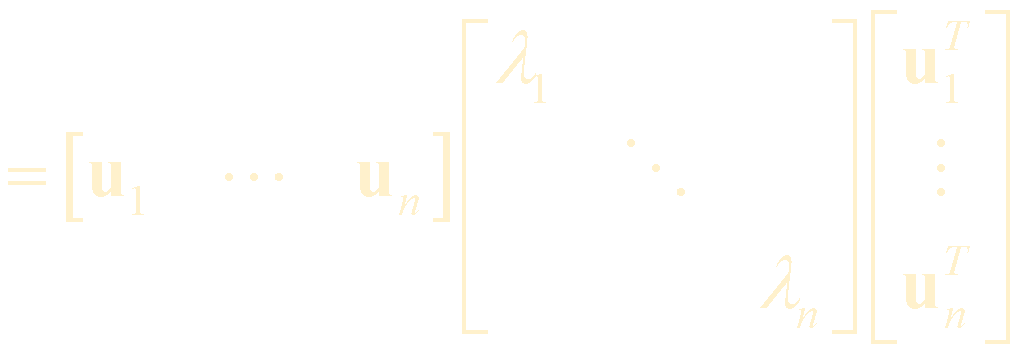 = [u₁ ⋯ uₙ] [λ₁ ⋱ λₙ] [u₁ᵀ ⋮ uₙᵀ]